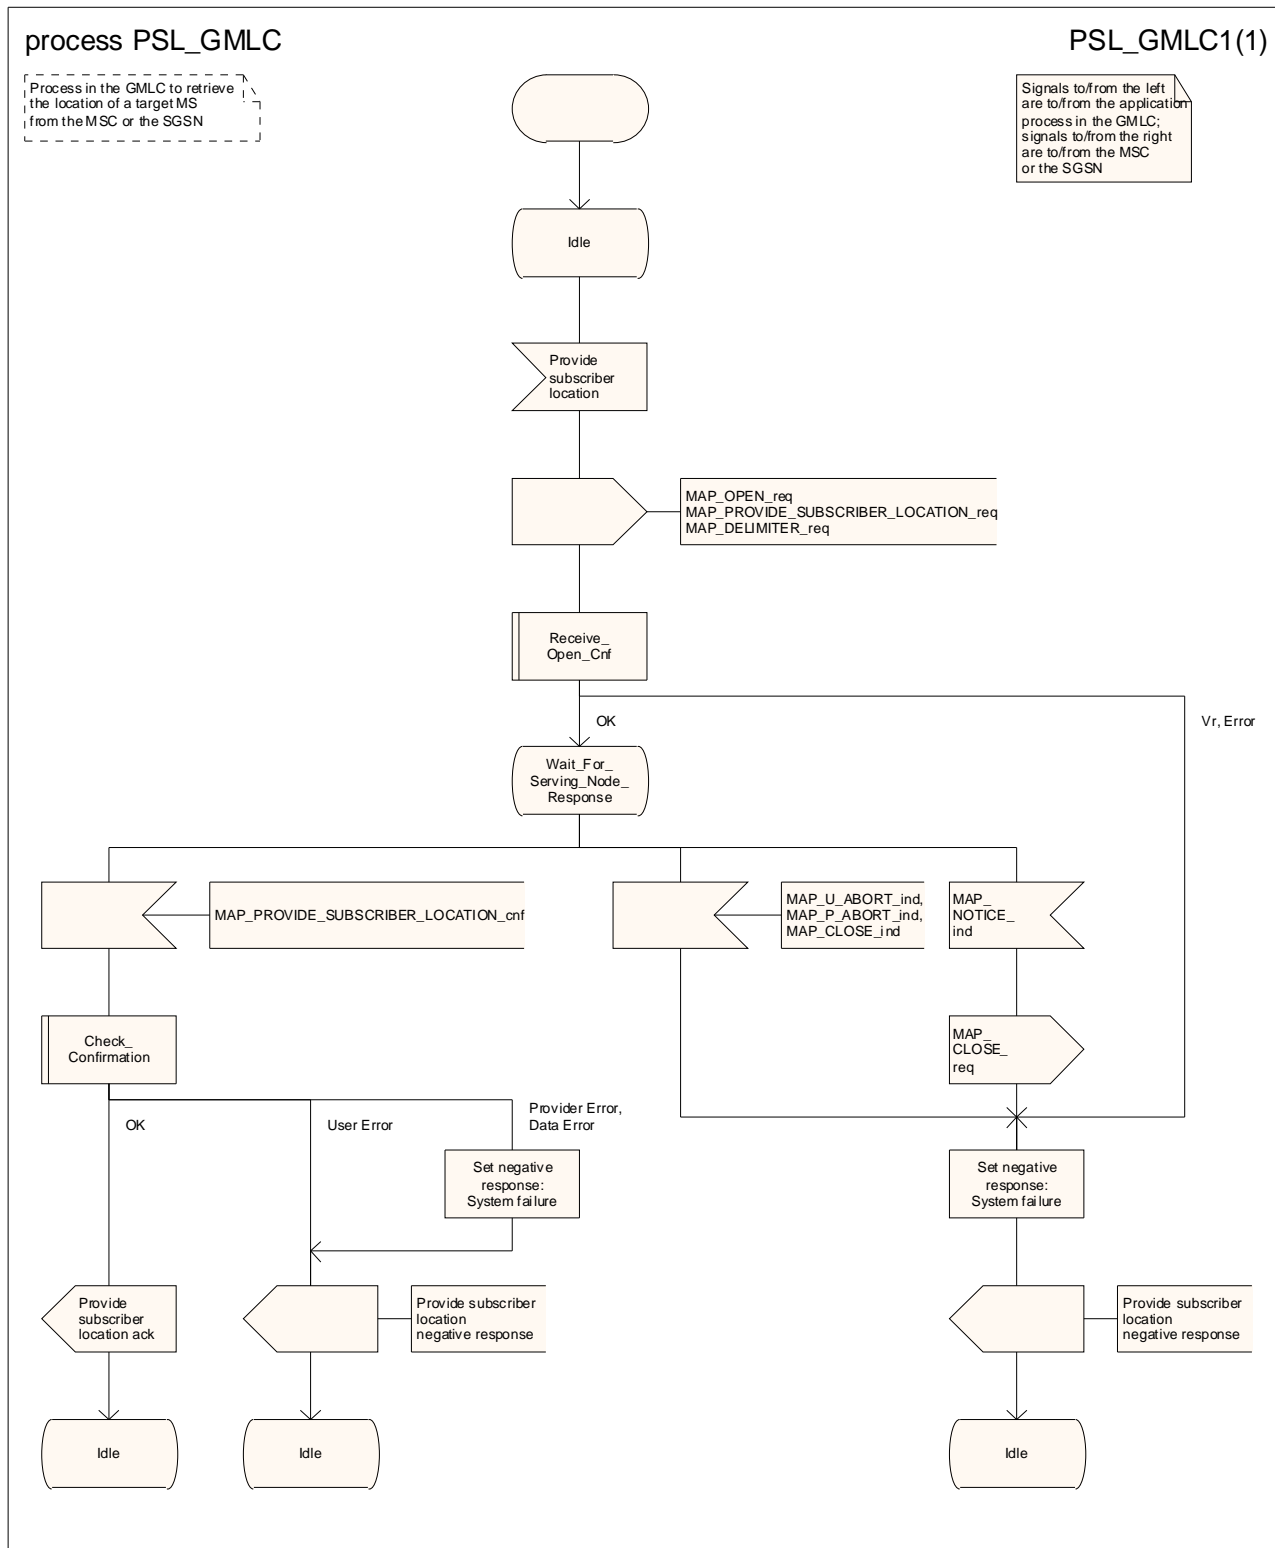 process PSL_GMLC
PSL_GMLC1(1)
Process in the GMLC to retrieve
the location of a target MS
from the MSC or the SGSN
Signals to/from the left
are to/from the application
process in the GMLC;
signals to/from the right
are to/from the MSC
or the SGSN
Idle
Provide
subscriber
location
MAP_OPEN_req
MAP_PROVIDE_SUBSCRIBER_LOCATION_req
MAP_DELIMITER_req
Receive_
Open_Cnf
OK
Vr, Error
Wait_For_
Serving_Node_
Response
MAP_PROVIDE_SUBSCRIBER_LOCATION_cnf
MAP_U_ABORT_ind,
MAP_P_ABORT_ind,
MAP_CLOSE_ind
MAP_
NOTICE_
ind
Check_
Confirmation
MAP_
CLOSE_
req
OK
User Error
Provider Error,
Data Error
Set negative
response:
System failure
Set negative
response:
System failure
Provide
subscriber
location ack
Provide subscriber
location
negative response
Provide subscriber
location
negative response
Idle
Idle
Idle